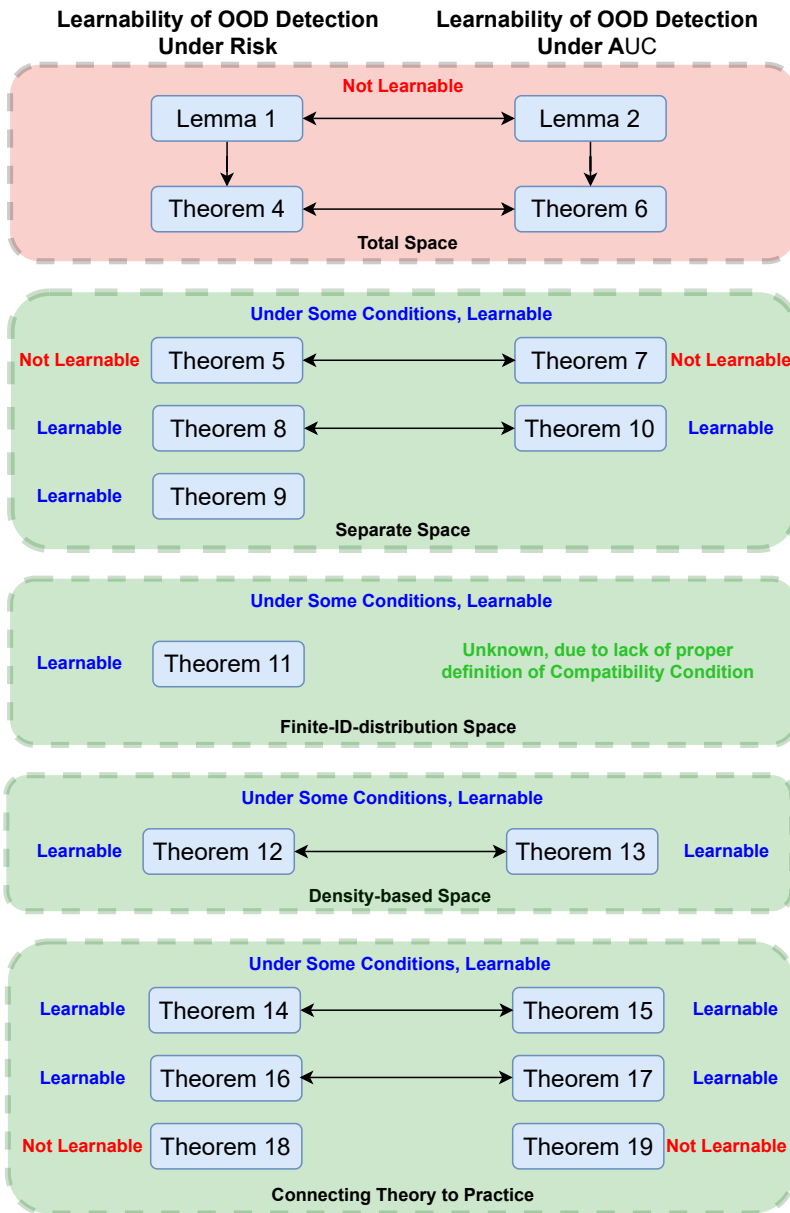 Learnability of OOD Detection
Under Risk
Learnability of OOD Detection
Under AUC
Not Learnable
Lemma 1
Lemma 2
Theorem 4
Theorem 6
Total Space
Under Some Conditions, Learnable
Not Learnable
Theorem 5
Theorem 7
Not Learnable
Learnable
Theorem 8
Theorem 10
Learnable
Learnable
Theorem 9
Separate Space
Under Some Conditions, Learnable
Learnable
Theorem 11
Unknown, due to lack of proper
definition of Compatibility Condition
Finite-ID-distribution Space
Under Some Conditions, Learnable
Learnable
Theorem 12
Theorem 13
Learnable
Density-based Space
Under Some Conditions, Learnable
Learnable
Theorem 14
Theorem 15
Learnable
Learnable
Theorem 16
Theorem 17
Learnable
Not Learnable
Theorem 18
Theorem 19
Not Learnable
Connecting Theory to Practice